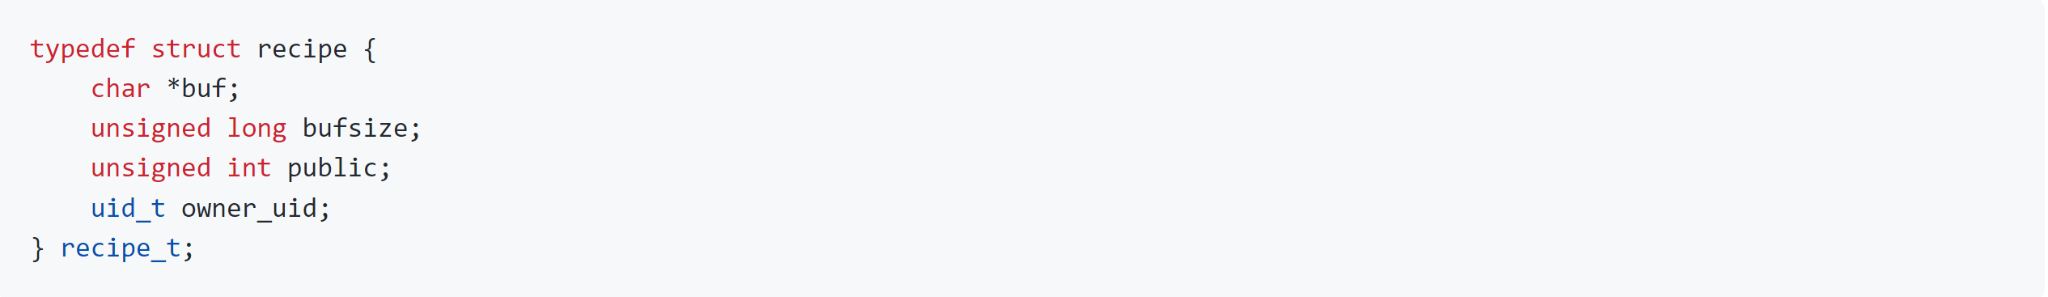 typedef struct recipe {
    char *buf;
    unsigned long bufsize;
    unsigned int public;
    uid_t owner_uid;
} recipe_t;